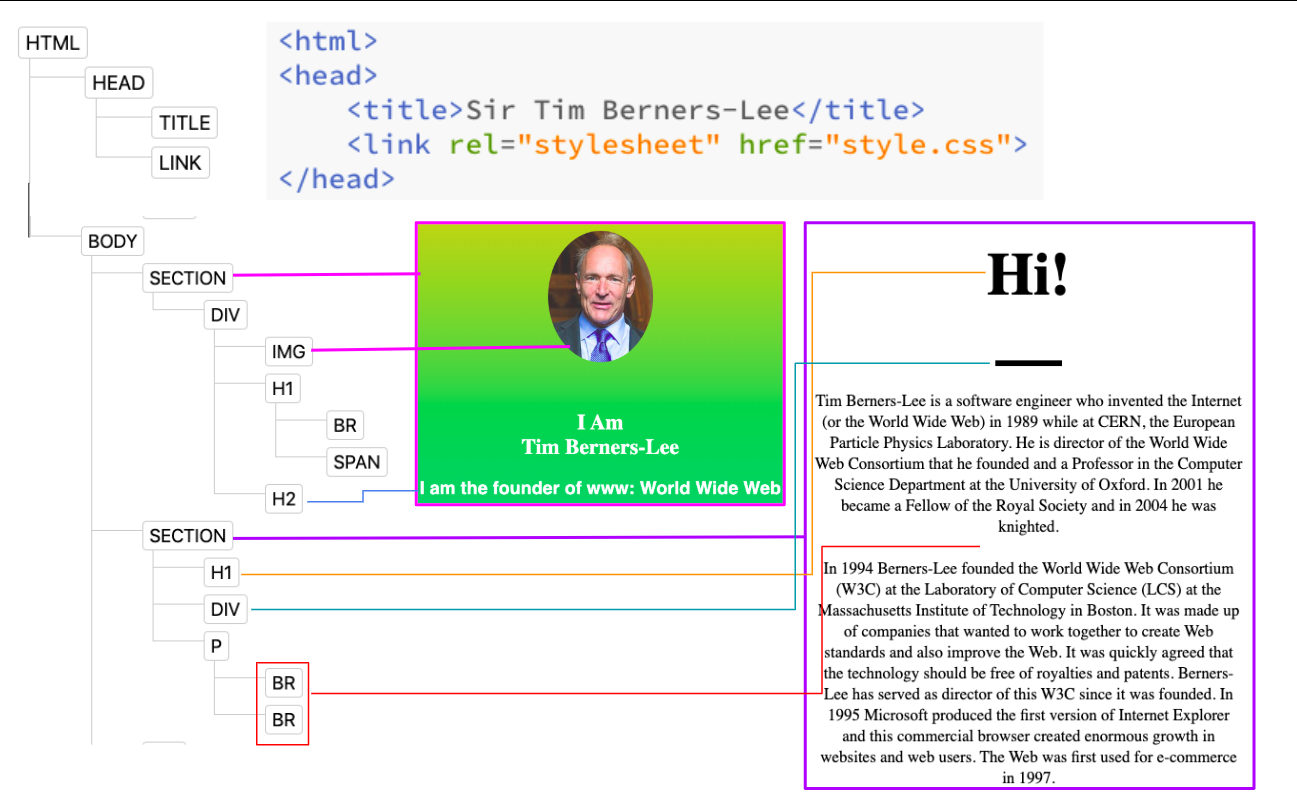 HTML
HEAD
TITLE
LINK
<html>
<head>
<title>Sir Tim Berners-Lee</title>
<link rel="stylesheet" href="style.css">
</head>
BODY
SECTION
DIV
IMG
H1
BR
SPAN
H2
SECTION
H1
DIV
P
BR
BR
I Am
Tim Berners-Lee
I am the founder of www: World Wide Web
Hi!
Tim Berners-Lee is a software engineer who invented the Internet
(or the World Wide Web) in 1989 while at CERN, the European
Particle Physics Laboratory. He is director of the World Wide
Web Consortium that he founded and a Professor in the Computer
Science Department at the University of Oxford. In 2001 he
became a Fellow of the Royal Society and in 2004 he was
knighted.
In 1994 Berners-Lee founded the World Wide Web Consortium
(W3C) at the Laboratory of Computer Science (LCS) at the
Massachusetts Institute of Technology in Boston. It was made up
of companies that wanted to work together to create Web
standards and also improve the Web. It was quickly agreed that
the technology should be free of royalties and patents. Berners-
Lee has served as director of this W3C since it was founded. In
1995 Microsoft produced the first version of Internet Explorer
and this commercial browser created enormous growth in
websites and web users. The Web was first used for e-commerce
in 1997.